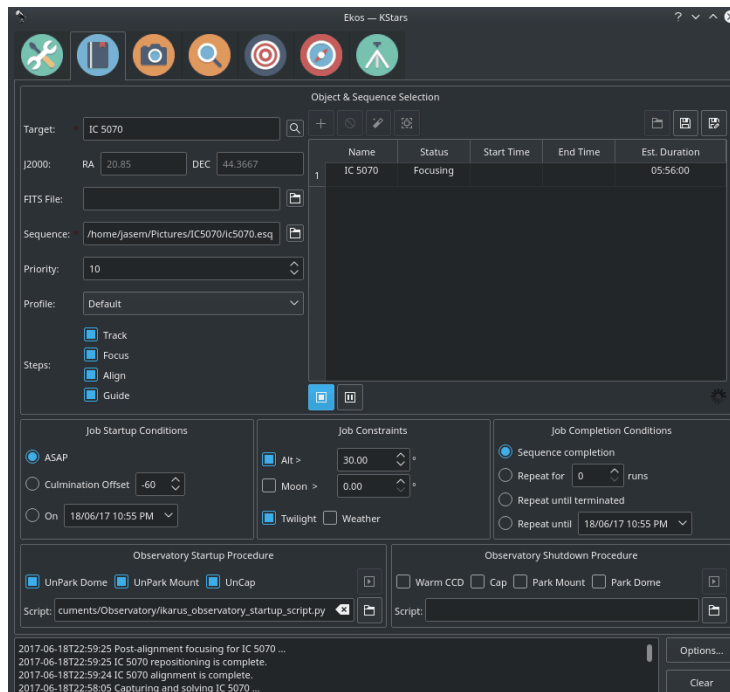 Ekos — KStars
Object & Sequence Selection
Target: * IC 5070
J2000: RA 20.85 DEC 44.3667
FITS File:
Sequence: * /home/jasem/Pictures/IC5070/ic5070.esq
Priority: 10
Profile: Default
Steps:
Track
Focus
Align
Guide
Name Status Start Time End Time Est. Duration
1 IC 5070 Focusing 05:56:00
Job Startup Conditions
ASAP
Culmination Offset -60
On 18/06/17 10:55 PM
Job Constraints
Alt > 30.00 °
Moon > 0.00 °
Twilight Weather
Job Completion Conditions
Sequence completion
Repeat for 0 runs
Repeat until terminated
Repeat until 18/06/17 10:55 PM
Observatory Startup Procedure
UnPark Dome UnPark Mount UnCap
Script: cuments/Observatory/ikarus_observatory_startup_script.py
Observatory Shutdown Procedure
Warm CCD Cap Park Mount Park Dome
Script:
2017-06-18T22:59:25 Post-alignment focusing for IC 5070 ...
2017-06-18T22:59:25 IC 5070 repositioning is complete.
2017-06-18T22:59:24 IC 5070 alignment is complete.
2017-06-18T22:58:05 Capturing and solving IC 5070 ...
Options...
Clear